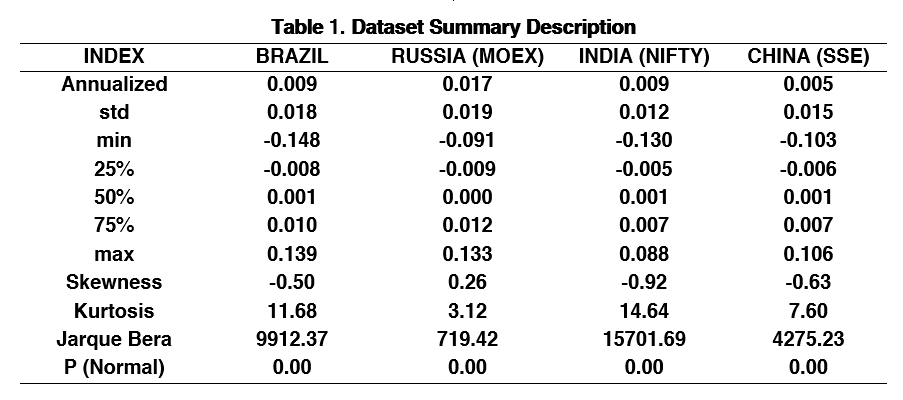 Table 1. Dataset Summary Description
INDEX BRAZIL RUSSIA (MOEX) INDIA (NIFTY) CHINA (SSE)
Annualized 0.009 0.017 0.009 0.005
std 0.018 0.019 0.012 0.015
min -0.148 -0.091 -0.130 -0.103
25% -0.008 -0.009 -0.005 -0.006
50% 0.001 0.000 0.001 0.001
75% 0.010 0.012 0.007 0.007
max 0.139 0.133 0.088 0.106
Skewness -0.50 0.26 -0.92 -0.63
Kurtosis 11.68 3.12 14.64 7.60
Jarque Bera 9912.37 719.42 15701.69 4275.23
P (Normal) 0.00 0.00 0.00 0.00